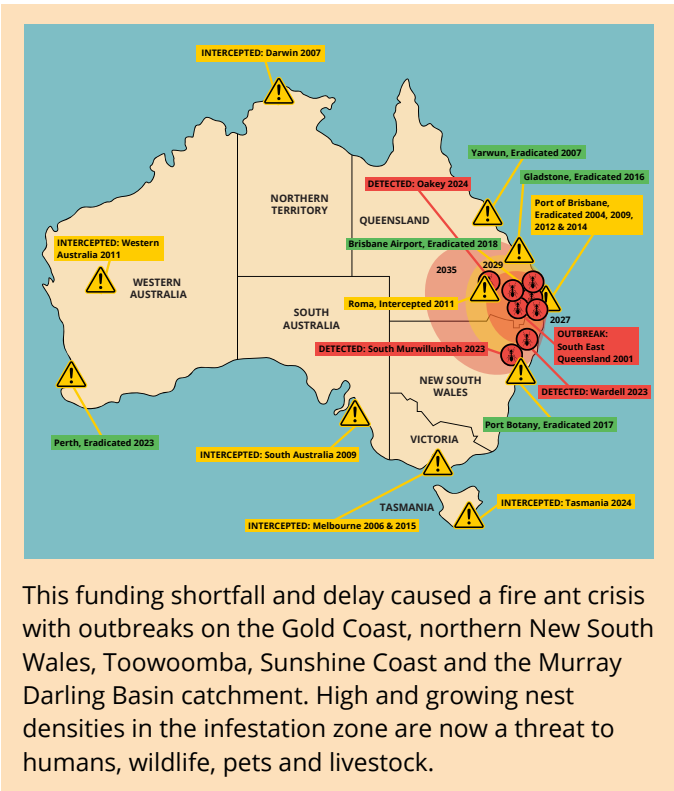 INTERCEPTED: Darwin 2007
Yarwun, Eradicated 2007
Gladstone, Eradicated 2016
DETECTED: Oakey 2024
Port of Brisbane,
Eradicated 2004, 2009,
2012 & 2014
NORTHERN
TERRITORY
QUEENSLAND
Brisbane Airport, Eradicated 2018
INTERCEPTED: Western
Australia 2011
2035
2029
WESTERN
AUSTRALIA
Roma, Intercepted 2011
SOUTH
AUSTRALIA
2027
OUTBREAK:
South East
Queensland 2001
DETECTED: South Murwillumbah 2023
NEW SOUTH
WALES
DETECTED: Wardell 2023
Port Botany, Eradicated 2017
Perth, Eradicated 2023
VICTORIA
INTERCEPTED: South Australia 2009
TASMANIA
INTERCEPTED: Tasmania 2024
INTERCEPTED: Melbourne 2006 & 2015
This funding shortfall and delay caused a fire ant crisis
with outbreaks on the Gold Coast, northern New South
Wales, Toowoomba, Sunshine Coast and the Murray
Darling Basin catchment. High and growing nest
densities in the infestation zone are now a threat to
humans, wildlife, pets and livestock.